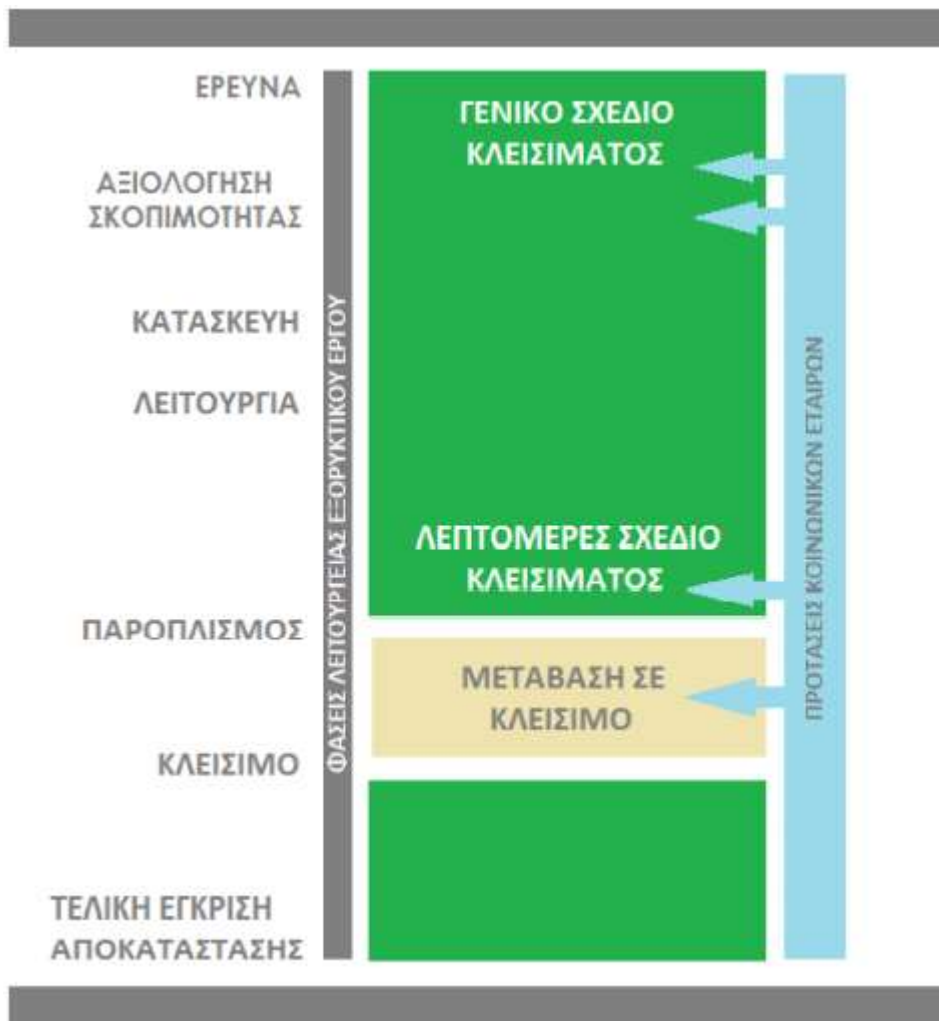 ΕΡΕΥΝΑ
ΑΞΙΟΛΟΓΗΣΗ
ΣΚΟΠΙΜΟΤΗΤΑΣ
ΚΑΤΑΣΚΕΥΗ
ΛΕΙΤΟΥΡΓΙΑ
ΠΑΡΟΠΛΙΣΜΟΣ
ΚΛΕΙΣΙΜΟ
ΤΕΛΙΚΗ ΕΓΚΡΙΣΗ
ΑΠΟΚΑΤΑΣΤΑΣΗΣ
ΦΑΣΕΙΣ ΛΕΙΤΟΥΡΓΕΙΑΣ ΕΞΟΡΥΚΤΙΚΟΥ ΕΡΓΟΥ
ΓΕΝΙΚΟ ΣΧΕΔΙΟ
ΚΛΕΙΣΙΜΑΤΟΣ
ΛΕΠΤΟΜΕΡΕΣ ΣΧΕΔΙΟ
ΚΛΕΙΣΙΜΑΤΟΣ
ΜΕΤΑΒΑΣΗ ΣΕ
ΚΛΕΙΣΙΜΟ
ΠΡΟΤΑΣΕΙΣ ΚΟΙΝΩΝΙΚΩΝ ΕΤΑΙΡΩΝ